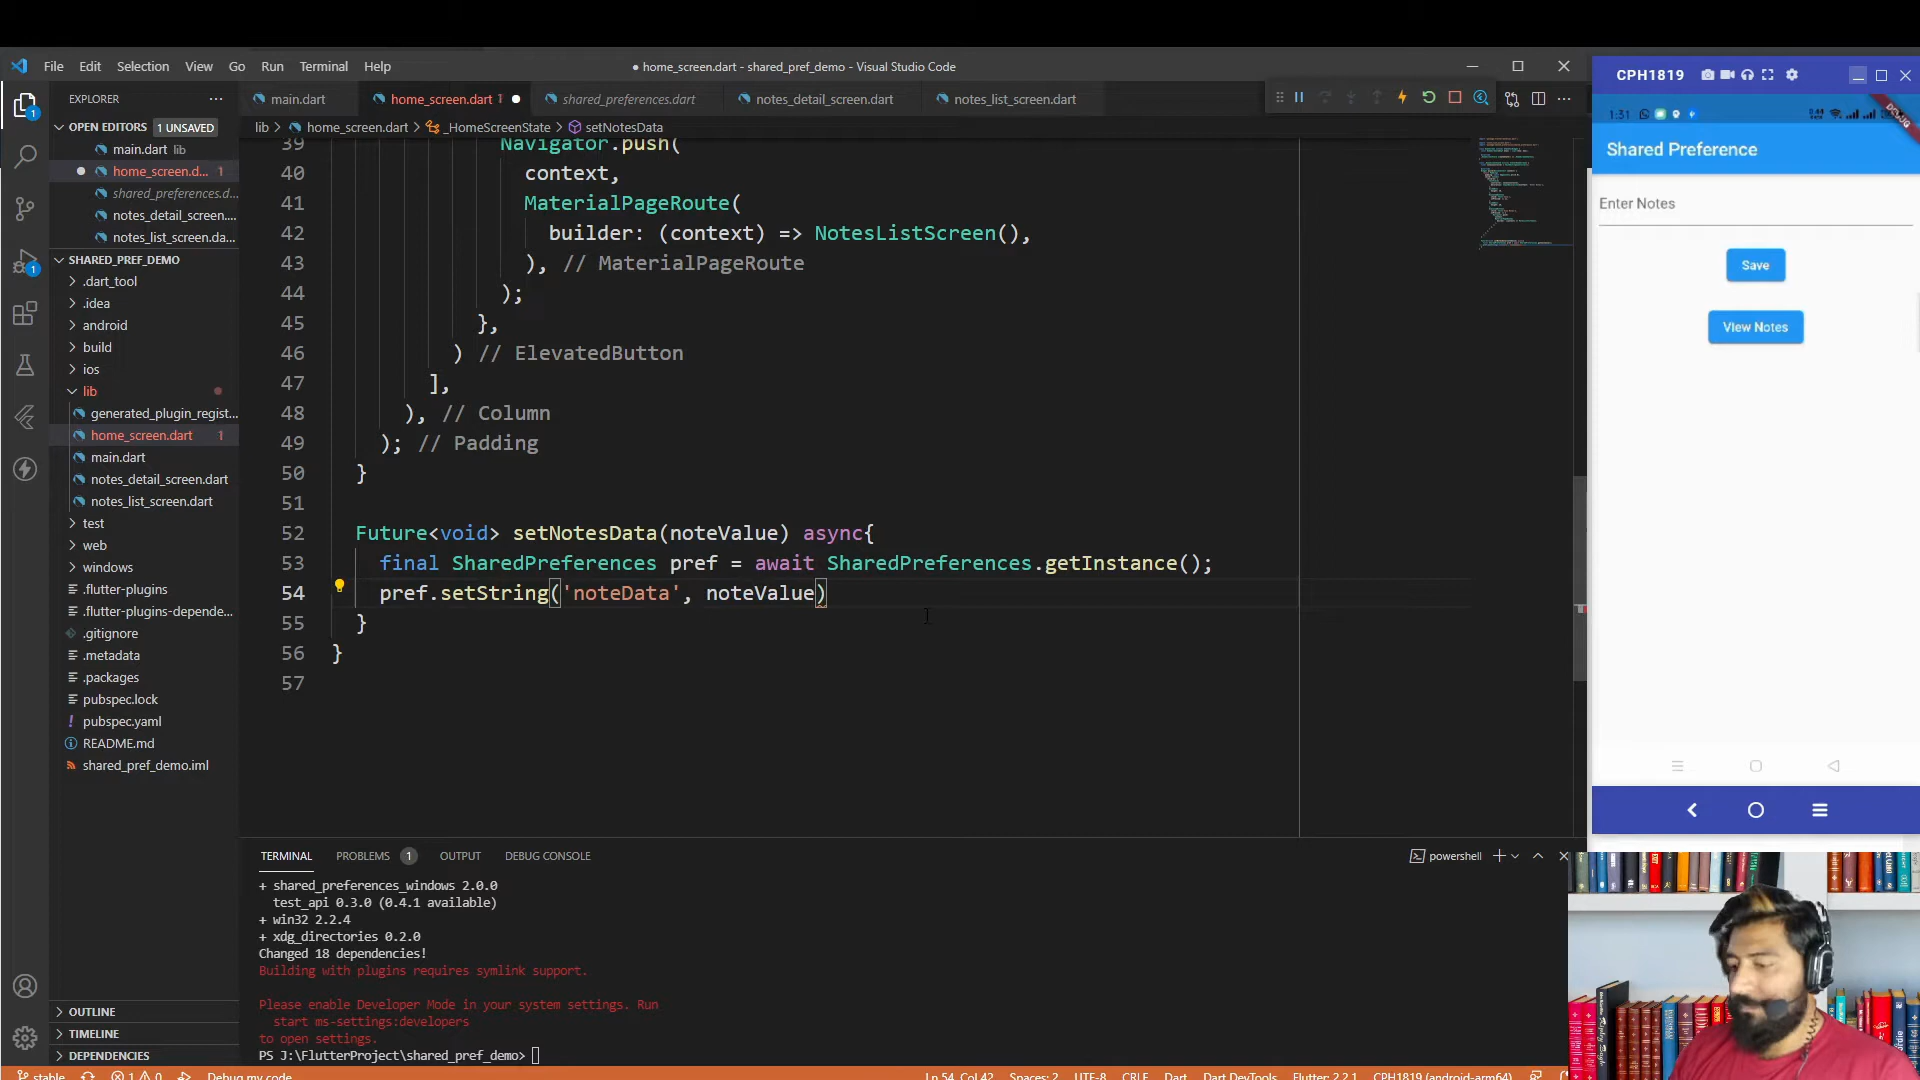 File Edit Selection View Go Run Terminal Help
● home_screen.dart - shared_pref_demo - Visual Studio Code
CPH1819
EXPLORER
main.dart
home_screen.dart 1
shared_preferences.dart
notes_detail_screen.dart
notes_list_screen.dart
lib > home_screen.dart > _HomeScreenState > setNotesData
OPEN EDITORS 1 UNSAVED
main.dart lib
home_screen.d... 1
shared_preferences.d...
notes_detail_screen....
notes_list_screen.da...
SHARED_PREF_DEMO
.dart_tool
.idea
android
build
ios
lib
generated_plugin_regist...
home_screen.dart 1
main.dart
notes_detail_screen.dart
notes_list_screen.dart
test
web
windows
.flutter-plugins
.flutter-plugins-depende...
.gitignore
.metadata
.packages
pubspec.lock
pubspec.yaml
README.md
shared_pref_demo.iml
OUTLINE
TIMELINE
DEPENDENCIES
39 Navigator.push(
40 context,
41 MaterialPageRoute(
42 builder: (context) => NotesListScreen(),
43 ), // MaterialPageRoute
44 );
45 },
46 ) // ElevatedButton
47 ],
48 ), // Column
49 ); // Padding
50 }
51
52 Future<void> setNotesData(noteValue) async{
53 final SharedPreferences pref = await SharedPreferences.getInstance();
54 pref.setString('noteData', noteValue)
55 }
56 }
57
TERMINAL PROBLEMS 1 OUTPUT DEBUG CONSOLE
powershell
+ shared_preferences_windows 2.0.0
test_api 0.3.0 (0.4.1 available)
+ win32 2.2.4
+ xdg_directories 0.2.0
Changed 18 dependencies!
Building with plugins requires symlink support.
Please enable Developer Mode in your system settings. Run
start ms-settings:developers
to open settings.
PS J:\FlutterProject\shared_pref_demo>
1:31
DEBUG
Shared Preference
Enter Notes
Save
View Notes
stable 1 0 Debug my code Ln 54, Col 42 Spaces: 2 UTF-8 CRLF Dart Dart DevTools Flutter: 2.2.1 CPH1819 (android-arm64)